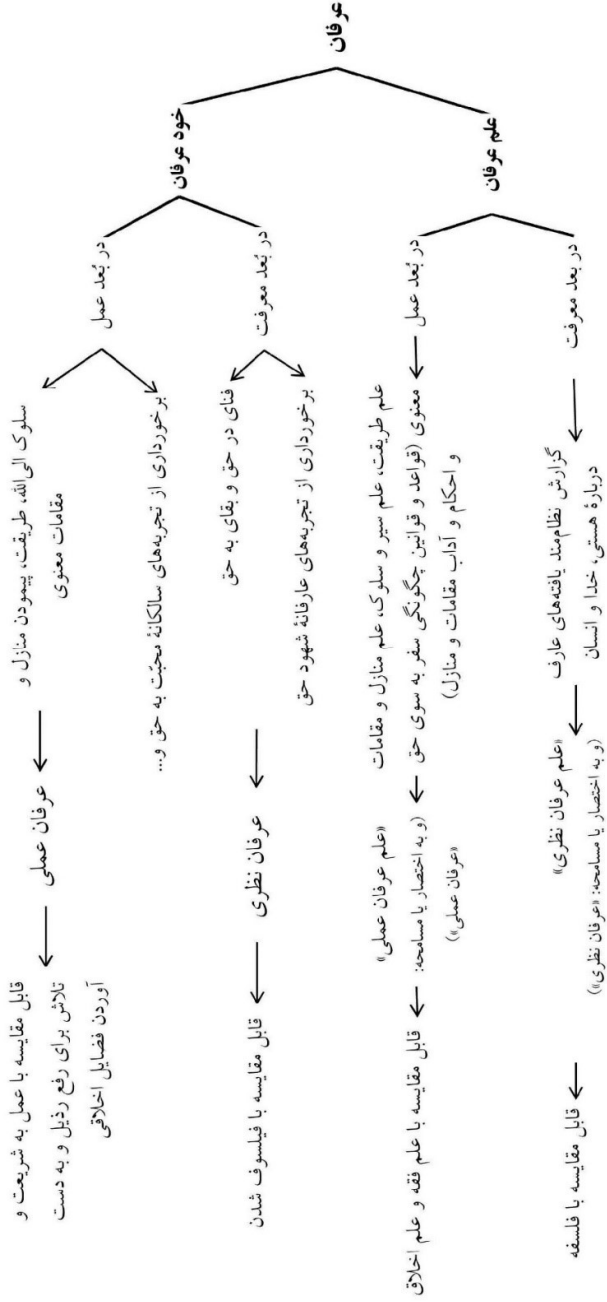 عرفان
خود عرفان
در بُعد عمل
سلوک الی‌الله، طریقت، پیمودن منازل و
مقامات معنوی
برخورداری از تجربه‌های سالکانهٔ محبّت به حق و...
عرفان عملی
قابل مقایسه با عمل به شریعت و
تلاش برای رفع رذیل و به دست
آوردن فضایل اخلاقی
در بُعد معرفت
فنای در حق و بقای به حق
برخورداری از تجربه‌های عارفانهٔ شهود حق
عرفان نظری
قابل مقایسه با فیلسوف شدن
علم عرفان
در بُعد عمل
علم طریقت، علم سیر و سلوک، علم منازل و مقامات
معنوی (قواعد و قوانین چگونگی سفر به سوی حق
و احکام و آداب مقامات و منازل)
«علم عرفان عملی»
(و به اختصار یا مسامحه:
«عرفان عملی»)
قابل مقایسه با علم فقه و علم اخلاق
در بعد معرفت
گزارش نظام‌مند یافته‌های عارف
دربارهٔ هستی، خدا و انسان
«علم عرفان نظری»
(و به اختصار یا مسامحه: «عرفان نظری»)
قابل مقایسه با فلسفه